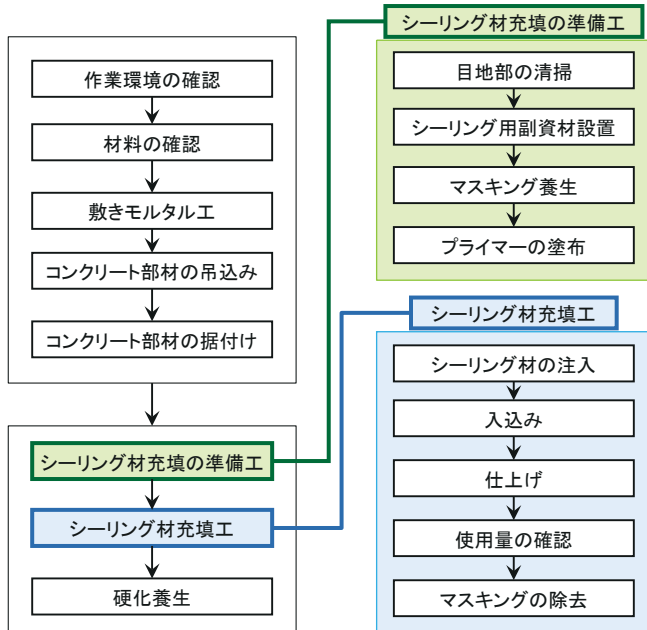 作業環境の確認
材料の確認
敷きモルタル工
コンクリート部材の吊込み
コンクリート部材の据付け
シーリング材充填の準備工
シーリング材充填工
硬化養生
シーリング材充填の準備工
目地部の清掃
シーリング用副資材設置
マスキング養生
プライマーの塗布
シーリング材充填工
シーリング材の注入
入込み
仕上げ
使用量の確認
マスキングの除去